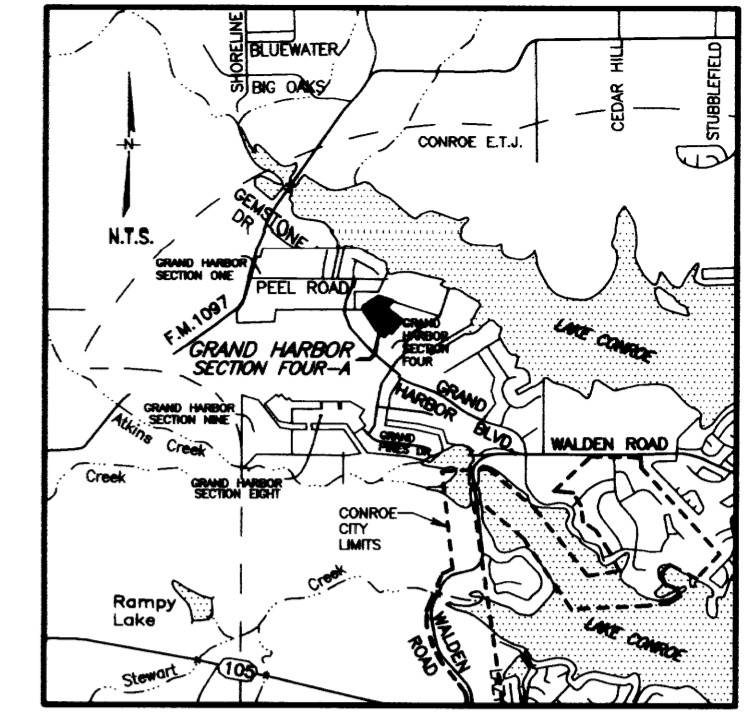 SHORELINE
BLUEWATER
BIG OAKS
CEDAR HILL
STUBBLEFIELD
CONROE E.T.J.
N
N.T.S.
GEMSTONE
DR
GRAND HARBOR
SECTION ONE
PEEL ROAD
F.M.1097
GRAND HARBOR
SECTION FOUR-A
GRAND
HARBOR
SECTION
FOUR
LAKE CONROE
GRAND
HARBOR BLVD.
GRAND HARBOR
SECTION NINE
Atkins Creek
GRAND
PINES DR.
WALDEN ROAD
Creek
GRAND HARBOR
SECTION EIGHT
CONROE
CITY
LIMITS
Creek
Rampy
Lake
WALDEN
ROAD
LAKE CONROE
Stewart
105